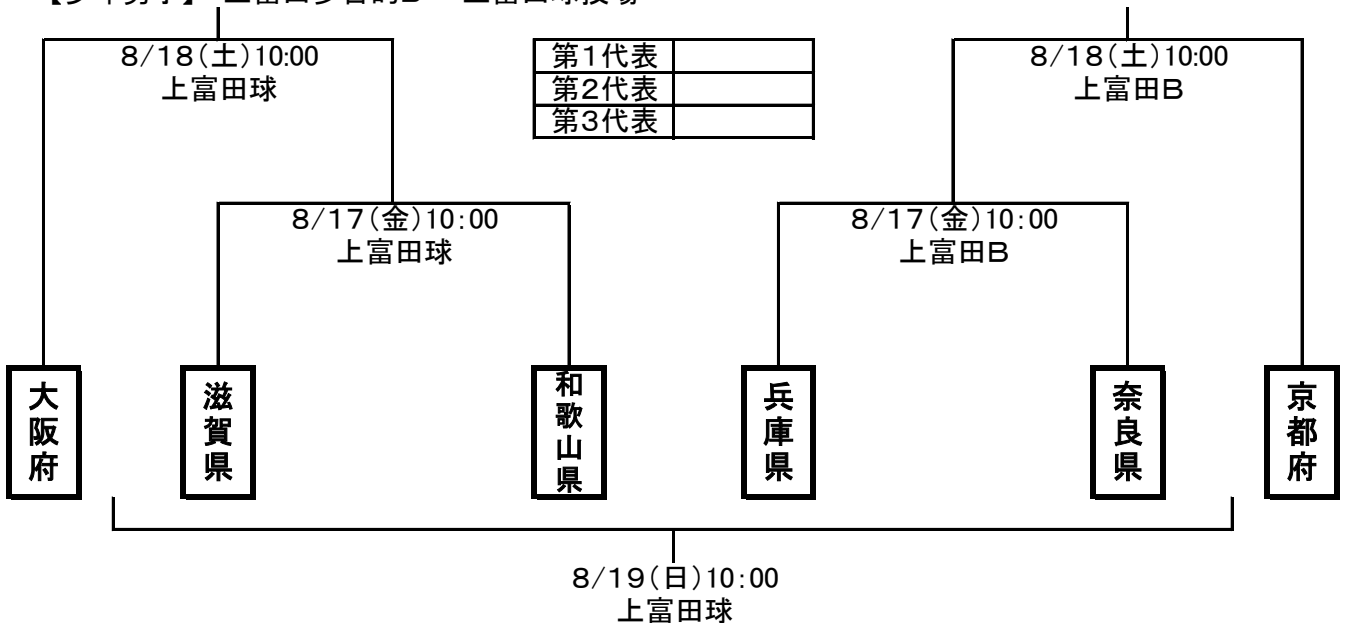 8/18(土)10:00
上富田球
第1代表
第2代表
第3代表
8/18(土)10:00
上富田B
8/17(金)10:00
上富田球
8/17(金)10:00
上富田B
大阪府
滋賀県
和歌山県
兵庫県
奈良県
京都府
8/19(日)10:00
上富田球